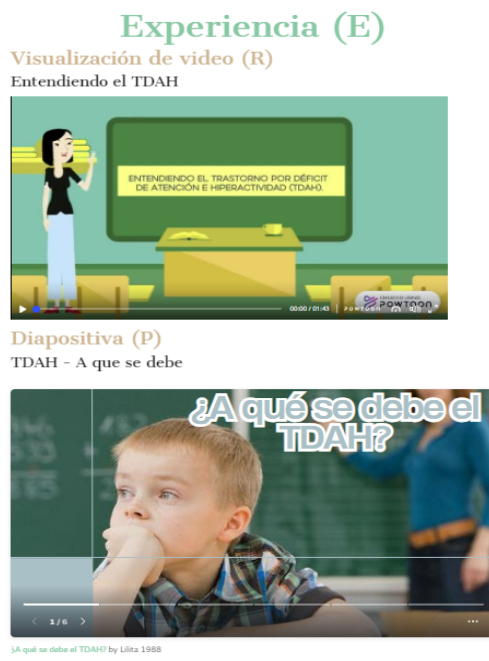 Experiencia (E)
Visualización de video (R)
Entendiendo el TDAH
ENTENDIENDO EL TRASTORNO POR DÉFICIT
DE ATENCIÓN E HIPERACTIVIDAD (TDAH).
00:00 / 01:43
POWTOON
Diapositiva (P)
TDAH - A que se debe
¿A qué se debe el
TDAH?
1 / 6
¿A qué se debe el TDAH? by Lilita 1988